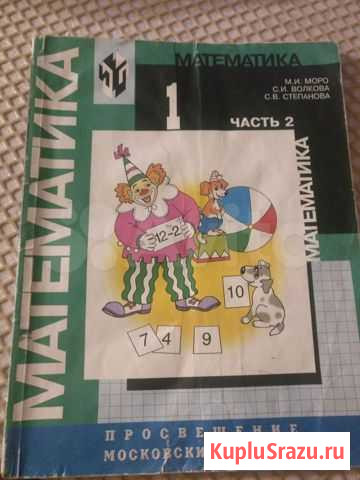 МАТЕМАТИКА
МАТЕМАТИКА
М.И. МОРО
С.И. ВОЛКОВА
С.В. СТЕПАНОВА
1
ЧАСТЬ 2
МАТЕМАТИКА
12-2
10
7 4 9
ПРОСВЕЩЕНИЕ
МОСКОВСКИ
KupluSrazu.ru